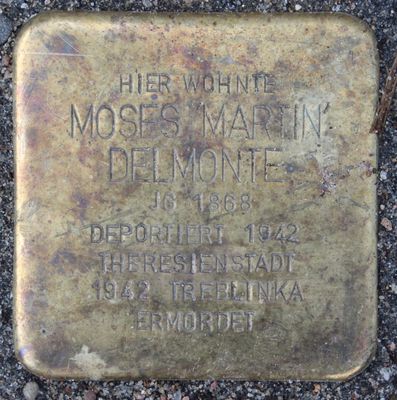 HIER WOHNTE
MOSES 'MARTIN'
DELMONTE
JG. 1868
DEPORTIERT 1942
THERESIENSTADT
1942 TREBLINKA
ERMORDET